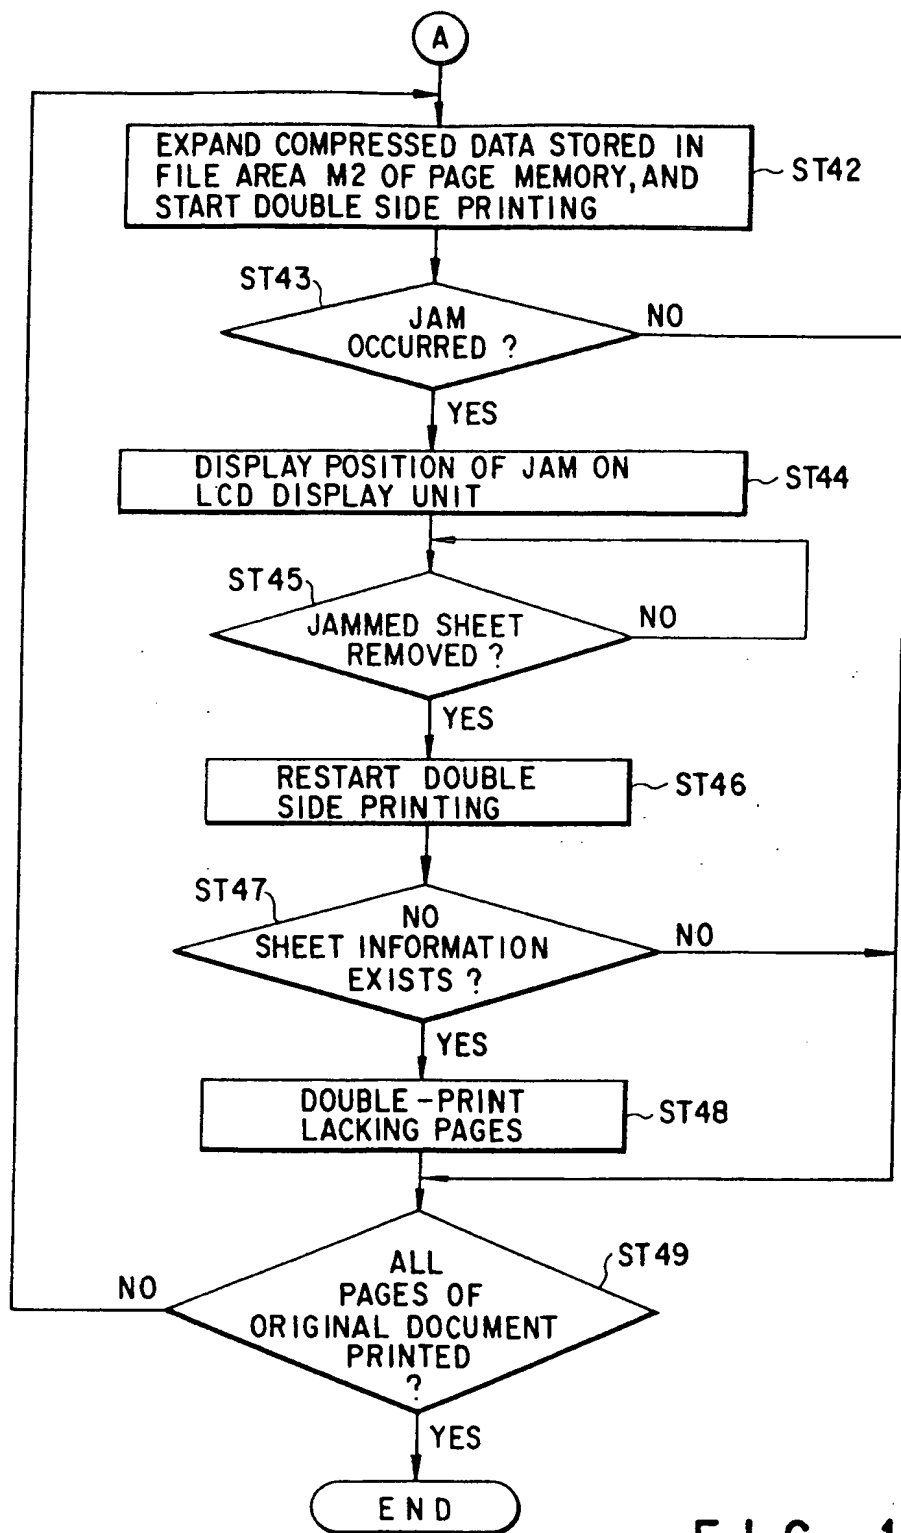 A
EXPAND COMPRESSED DATA STORED IN
FILE AREA M2 OF PAGE MEMORY, AND
START DOUBLE SIDE PRINTING
ST42
ST43
JAM
OCCURRED ?
NO
YES
DISPLAY POSITION OF JAM ON
LCD DISPLAY UNIT
ST44
ST45
JAMMED SHEET
REMOVED ?
NO
YES
RESTART DOUBLE
SIDE PRINTING
ST46
ST47
NO
SHEET INFORMATION
EXISTS ?
NO
YES
DOUBLE-PRINT
LACKING PAGES
ST48
ST49
ALL
PAGES OF
ORIGINAL DOCUMENT
PRINTED
?
NO
YES
END